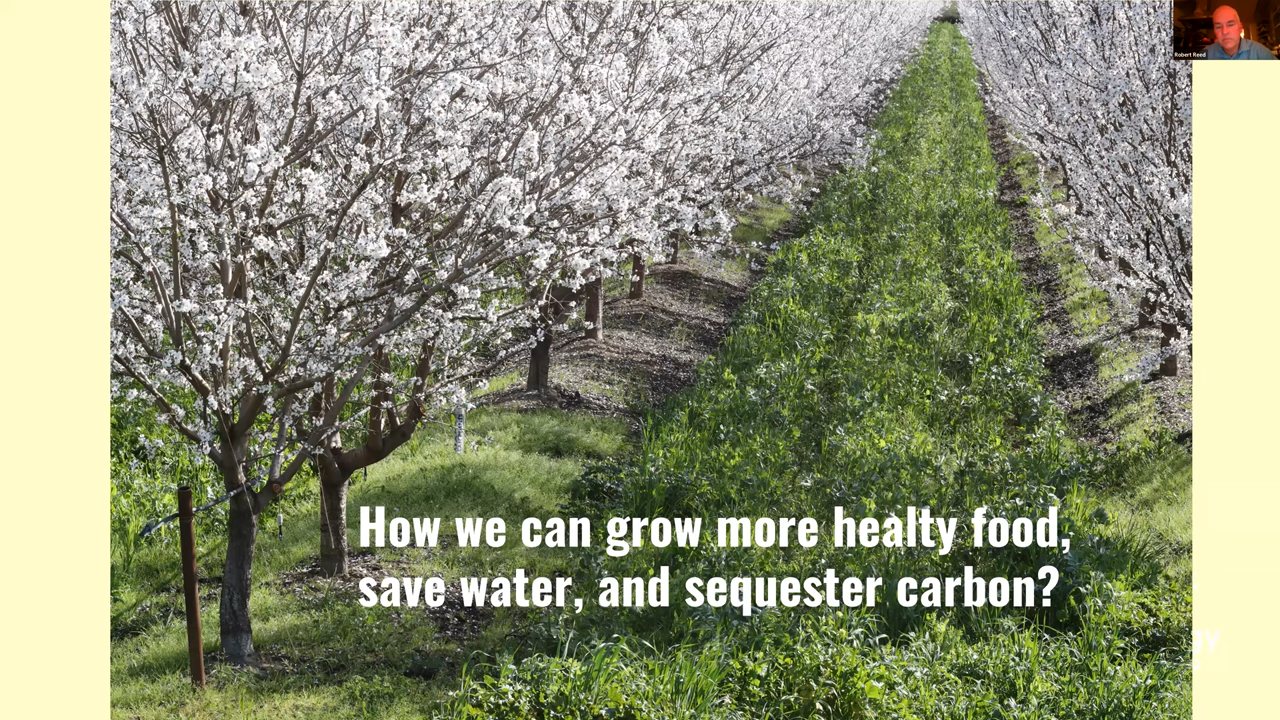 Robert Reed
How we can grow more healty food,
save water, and sequester carbon?